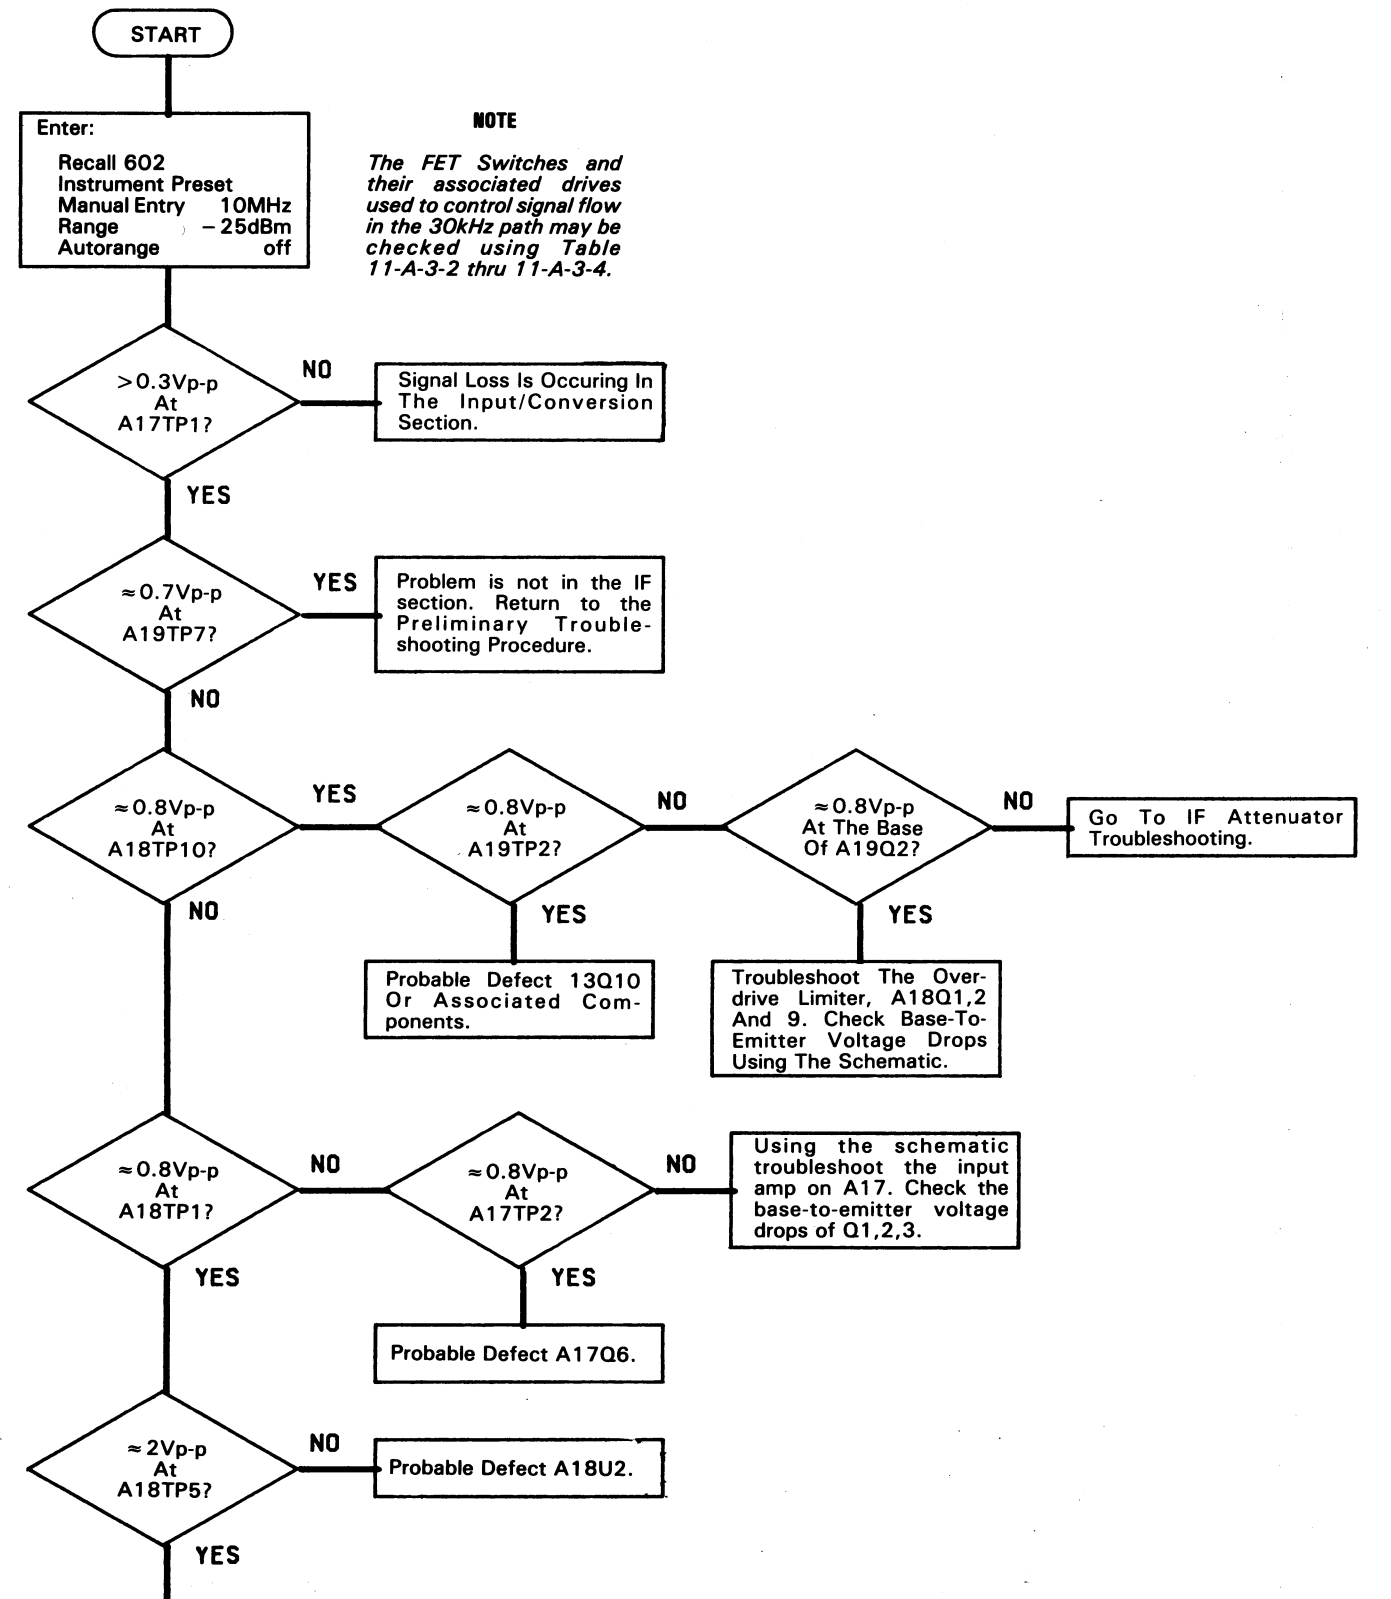 START
Enter:
Recall 602
Instrument Preset
Manual Entry 10MHz
Range -25dBm
Autorange off
NOTE
The FET Switches and
their associated drives
used to control signal flow
in the 30kHz path may be
checked using Table
11-A-3-2 thru 11-A-3-4.
>0.3Vp-p
At
A17TP1?
NO
Signal Loss Is Occuring In
The Input/Conversion
Section.
YES
≈0.7Vp-p
At
A19TP7?
YES
Problem is not in the IF
section. Return to the
Preliminary Trouble-
shooting Procedure.
NO
≈0.8Vp-p
At
A18TP10?
YES
≈0.8Vp-p
At
A19TP2?
NO
≈0.8Vp-p
At The Base
Of A19Q2?
NO
Go To IF Attenuator
Troubleshooting.
NO
YES
Probable Defect 13Q10
Or Associated Com-
ponents.
YES
Troubleshoot The Over-
drive Limiter, A18Q1,2
And 9. Check Base-To-
Emitter Voltage Drops
Using The Schematic.
≈0.8Vp-p
At
A18TP1?
NO
≈0.8Vp-p
At
A17TP2?
NO
Using the schematic
troubleshoot the input
amp on A17. Check the
base-to-emitter voltage
drops of Q1,2,3.
YES
YES
Probable Defect A17Q6.
≈2Vp-p
At
A18TP5?
NO
Probable Defect A18U2.
YES